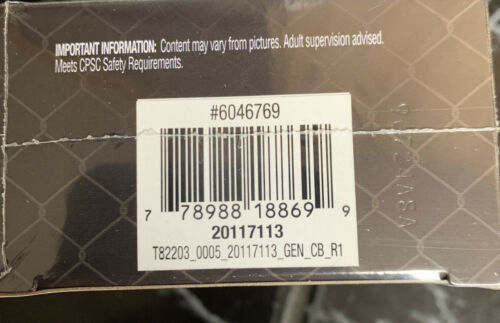 IMPORTANT INFORMATION: Content may vary from pictures. Adult supervision advised.
Meets CPSC Safety Requirements.
#6046769
7 78988 18869 9
20117113
T82203_0005_20117113_GEN_CB_R1